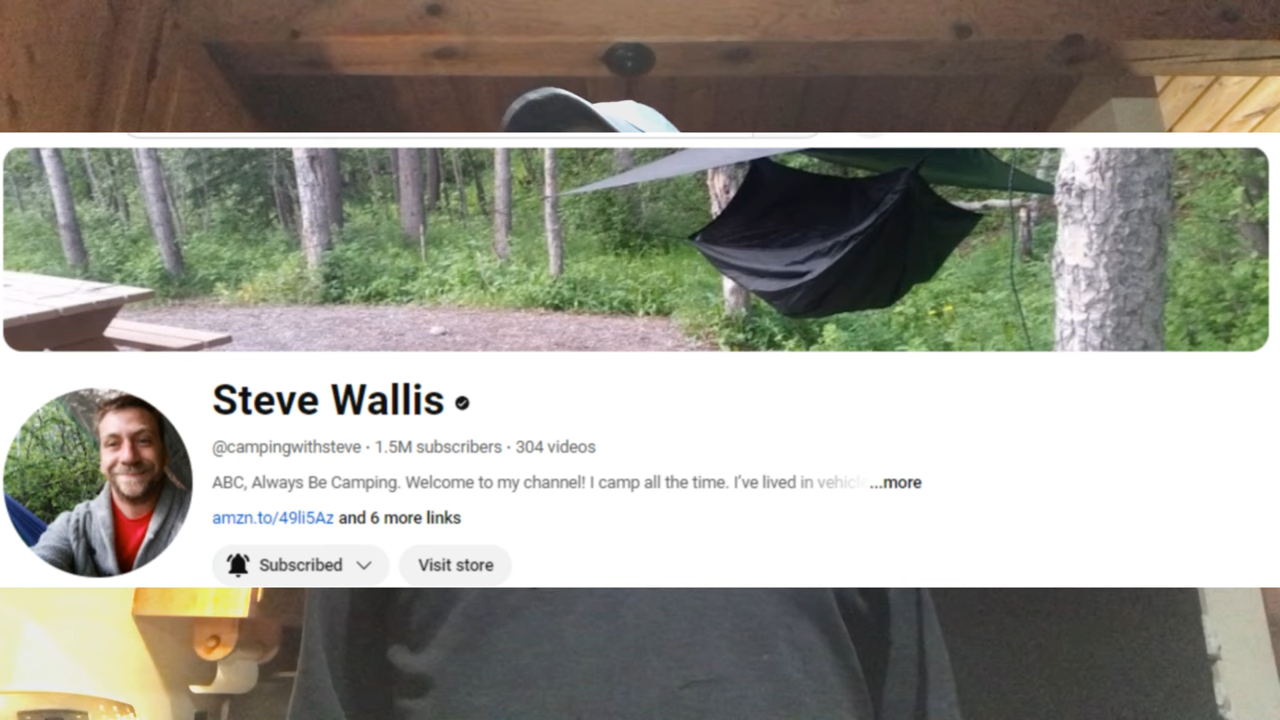 Steve Wallis
@campingwithsteve · 1.5M subscribers · 304 videos
ABC, Always Be Camping. Welcome to my channel! I camp all the time. I've lived in vehicle ...more
amzn.to/49li5Az and 6 more links
Subscribed
Visit store